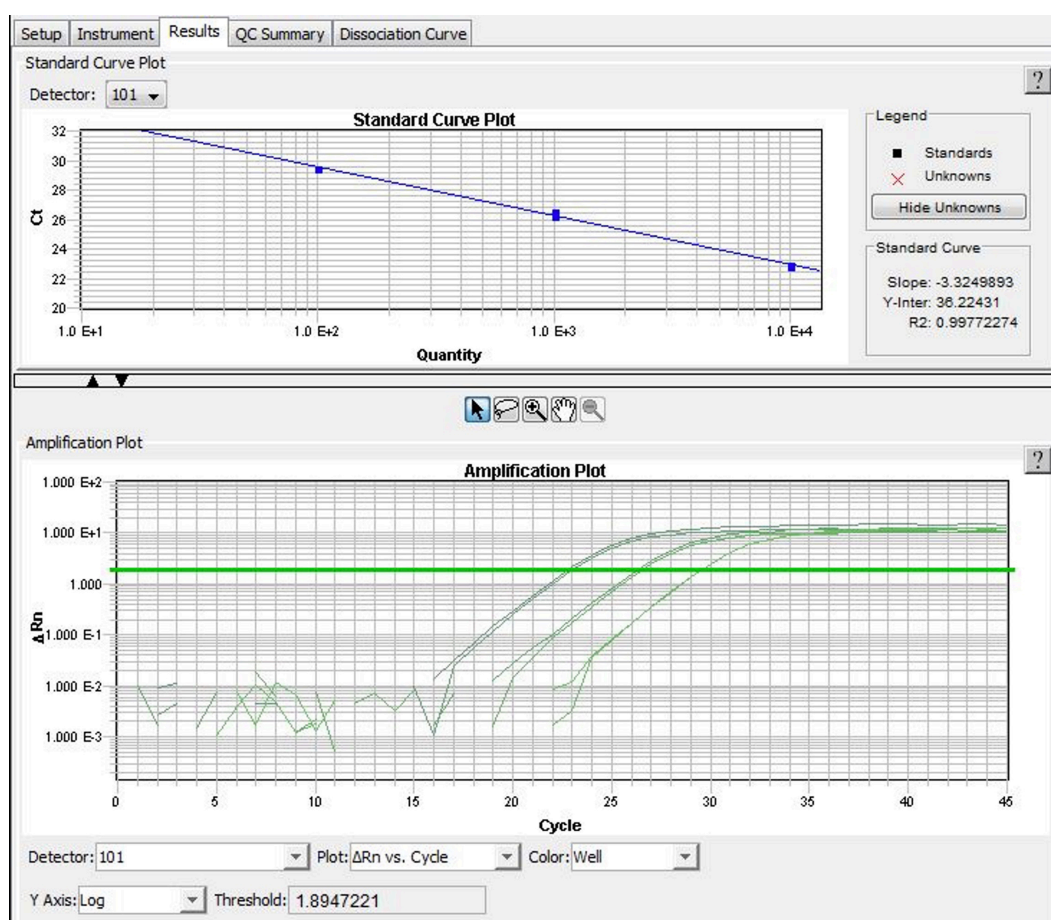 Setup Instrument Results QC Summary Dissociation Curve
Standard Curve Plot
?
Detector: 101
Standard Curve Plot
32
30
28
26
24
22
20
Ct
1.0 E+1 1.0 E+2 1.0 E+3 1.0 E+4
Quantity
Legend
Standards
Unknowns
Hide Unknowns
Standard Curve
Slope: -3.3249893
Y-Inter: 36.22431
R2: 0.99772274
Amplification Plot
?
Amplification Plot
1.000 E+2
1.000 E+1
1.000
1.000 E-1
1.000 E-2
1.000 E-3
ΔRn
0 5 10 15 20 25 30 35 40 45
Cycle
Detector: 101 Plot: ΔRn vs. Cycle Color: Well
Y Axis: Log Threshold: 1.8947221